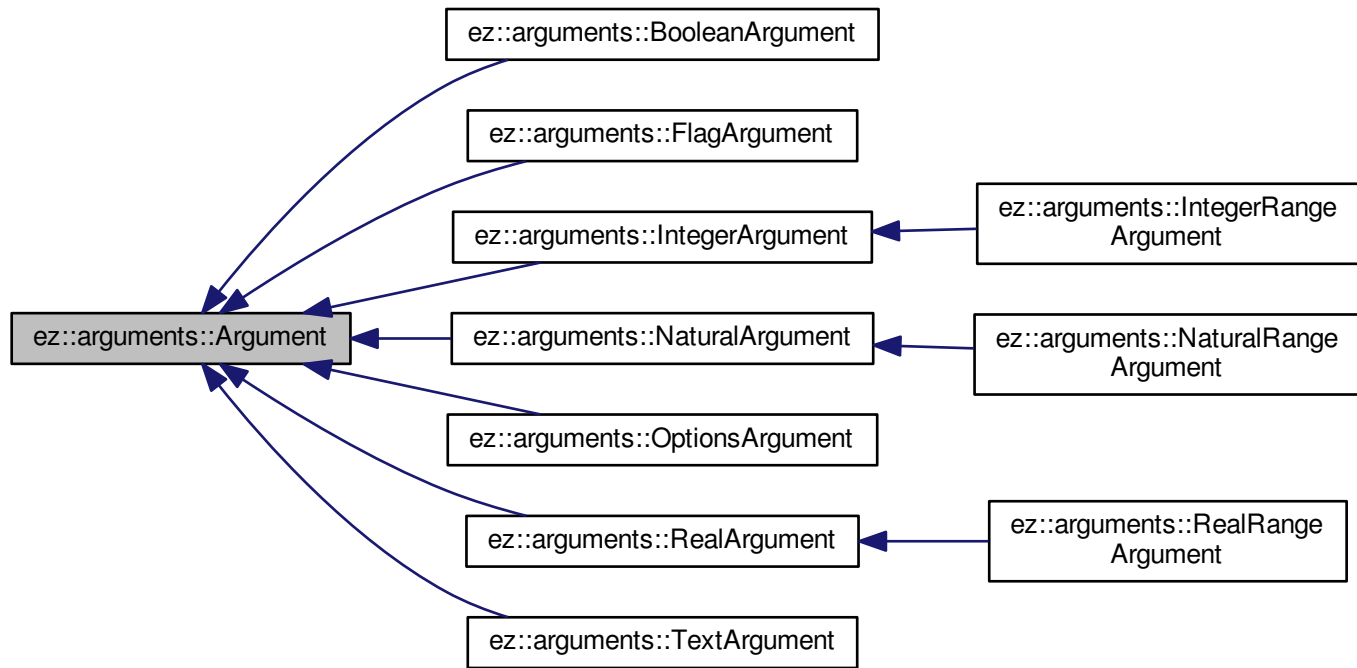 ez::arguments::BooleanArgument
ez::arguments::FlagArgument
ez::arguments::IntegerRange
Argument
ez::arguments::IntegerArgument
ez::arguments::Argument
ez::arguments::NaturalArgument
ez::arguments::NaturalRange
Argument
ez::arguments::OptionsArgument
ez::arguments::RealArgument
ez::arguments::RealRange
Argument
ez::arguments::TextArgument